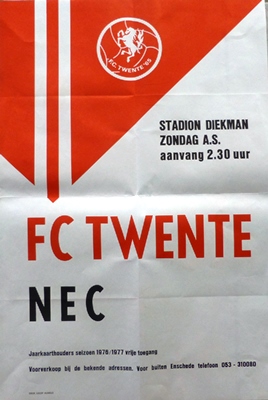 F.C. TWENTE '65
STADION DIEKMAN
ZONDAG A.S.
aanvang 2.30 uur
FC TWENTE
NEC
Jaarkaarthouders seizoen 1976/1977 vrije toegang
Voorverkoop bij de bekende adressen. Voor buiten Enschede telefoon 053 - 310080